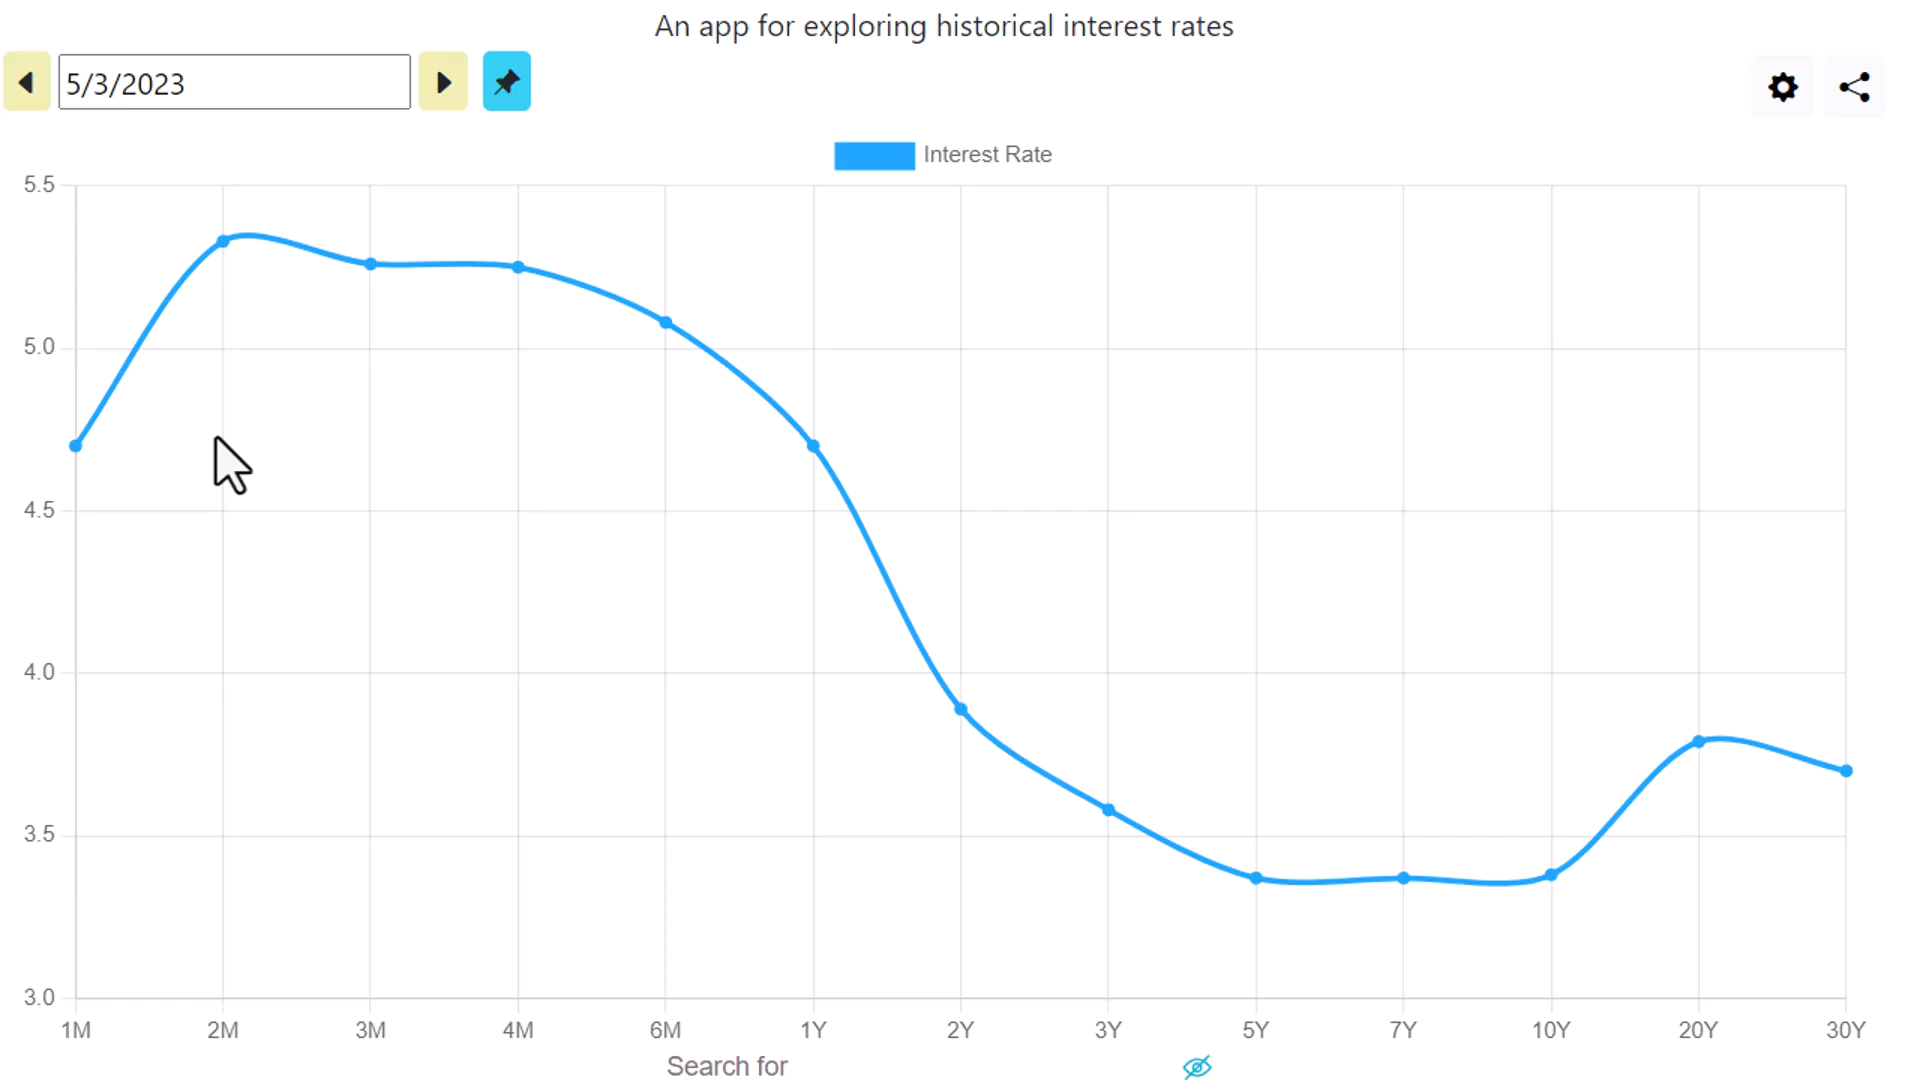 An app for exploring historical interest rates
5/3/2023
Interest Rate
5.5
5.0
4.5
4.0
3.5
3.0
1M 2M 3M 4M 6M 1Y 2Y 3Y 5Y 7Y 10Y 20Y 30Y
Search for